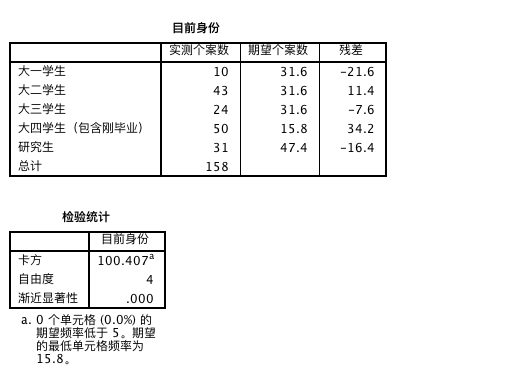 目前身份
实测个案数 期望个案数 残差
大一学生 10 31.6 -21.6
大二学生 43 31.6 11.4
大三学生 24 31.6 -7.6
大四学生（包含刚毕业） 50 15.8 34.2
研究生 31 47.4 -16.4
总计 158
检验统计
目前身份
卡方 100.407a
自由度 4
渐近显著性 .000
a. 0 个单元格 (0.0%) 的
期望频率低于 5。期望
的最低单元格频率为
15.8。